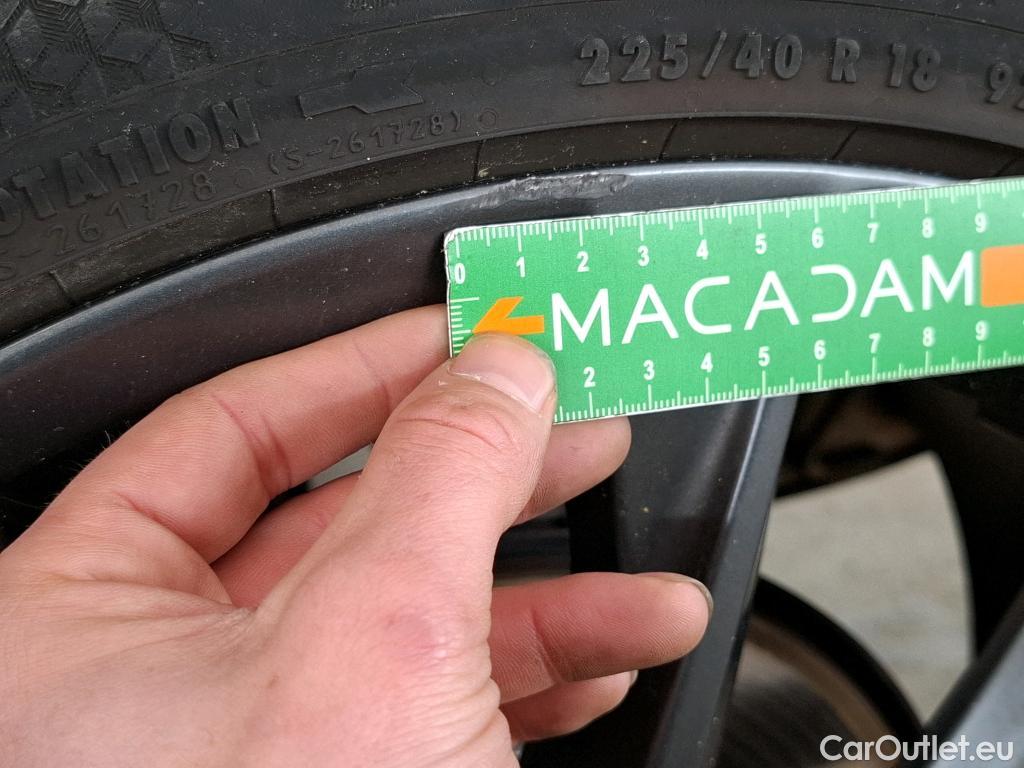 225/40 R 18
OTATION
(S-261728)
261728
0 1 2 3 4 5 6 7 8 9
MACADAM
2 3 4 5 6 7 8 9
CarOutlet.eu